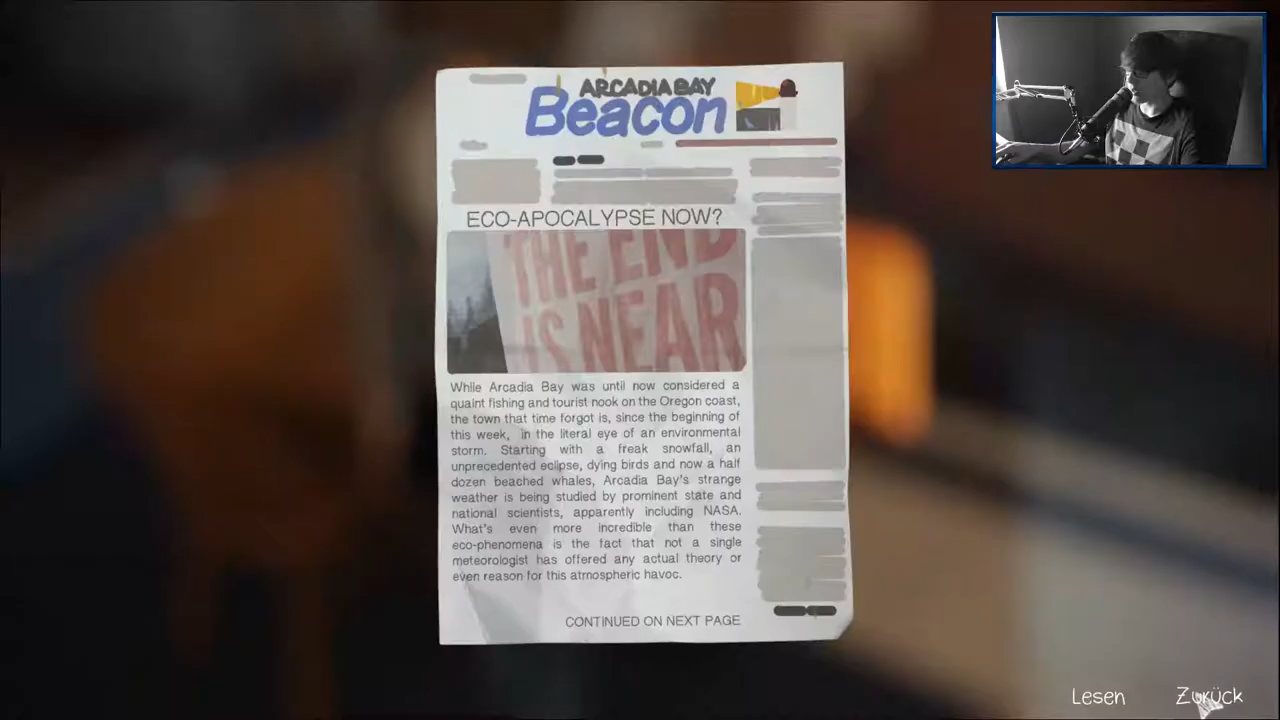 ARCADIA BAY
Beacon
ECO-APOCALYPSE NOW?
THE END
IS NEAR
While Arcadia Bay was until now considered a
quaint fishing and tourist nook on the Oregon coast,
the town that time forgot is, since the beginning of
this week, in the literal eye of an environmental
storm. Starting with a freak snowfall, an
unprecedented eclipse, dying birds and now a half
dozen beached whales, Arcadia Bay's strange
weather is being studied by prominent state and
national scientists, apparently including NASA.
What's even more incredible than these
eco-phenomena is the fact that not a single
meteorologist has offered any actual theory or
even reason for this atmospheric havoc.
CONTINUED ON NEXT PAGE
Lesen Zurück